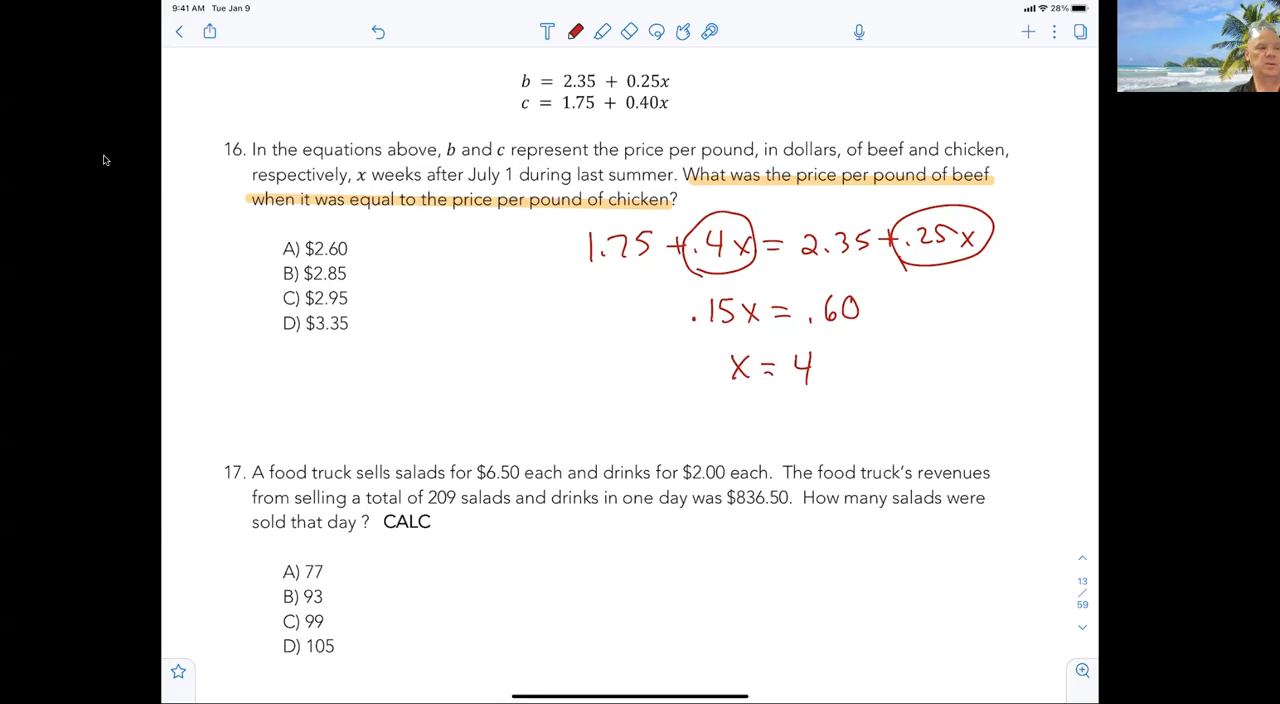 9:41 AM Tue Jan 9
28%
b = 2.35 + 0.25x
c = 1.75 + 0.40x
16. In the equations above, b and c represent the price per pound, in dollars, of beef and chicken,
respectively, x weeks after July 1 during last summer. What was the price per pound of beef
when it was equal to the price per pound of chicken?
1.75 + .4x = 2.35 + .25x
A) $2.60
B) $2.85
C) $2.95
D) $3.35
.15x = .60
x = 4
17. A food truck sells salads for $6.50 each and drinks for $2.00 each. The food truck's revenues
from selling a total of 209 salads and drinks in one day was $836.50. How many salads were
sold that day ? CALC
A) 77
B) 93
C) 99
D) 105
13
/
59